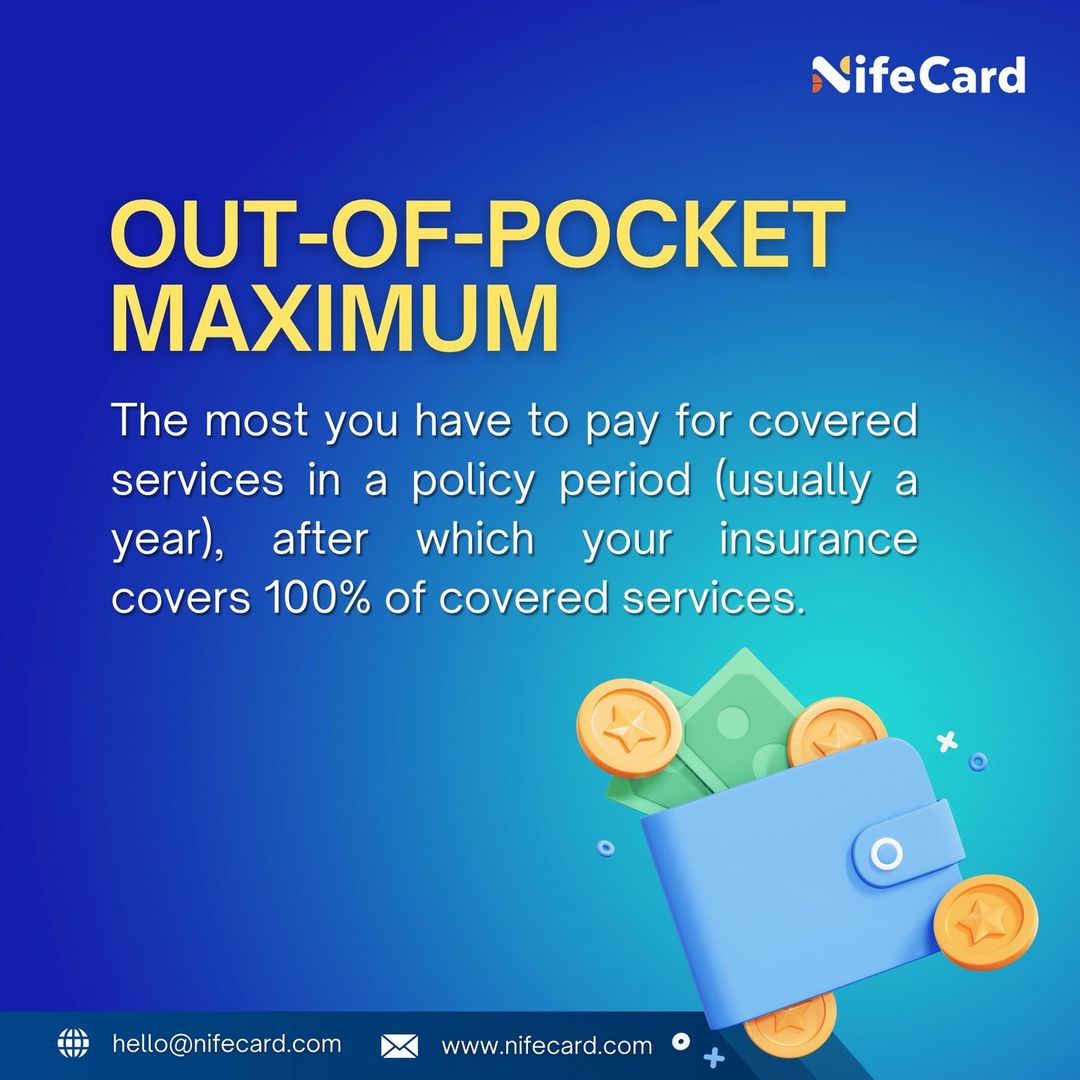 NifeCard
OUT-OF-POCKET
MAXIMUM
The most you have to pay for covered
services in a policy period (usually a
year), after which your insurance
covers 100% of covered services.
hello@nifecard.com
www.nifecard.com